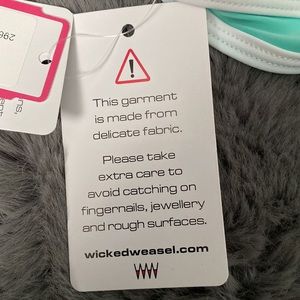 296
This garment
is made from
delicate fabric.
Please take
extra care to
avoid catching on
fingernails, jewellery
and rough surfaces.
wickedweasel.com